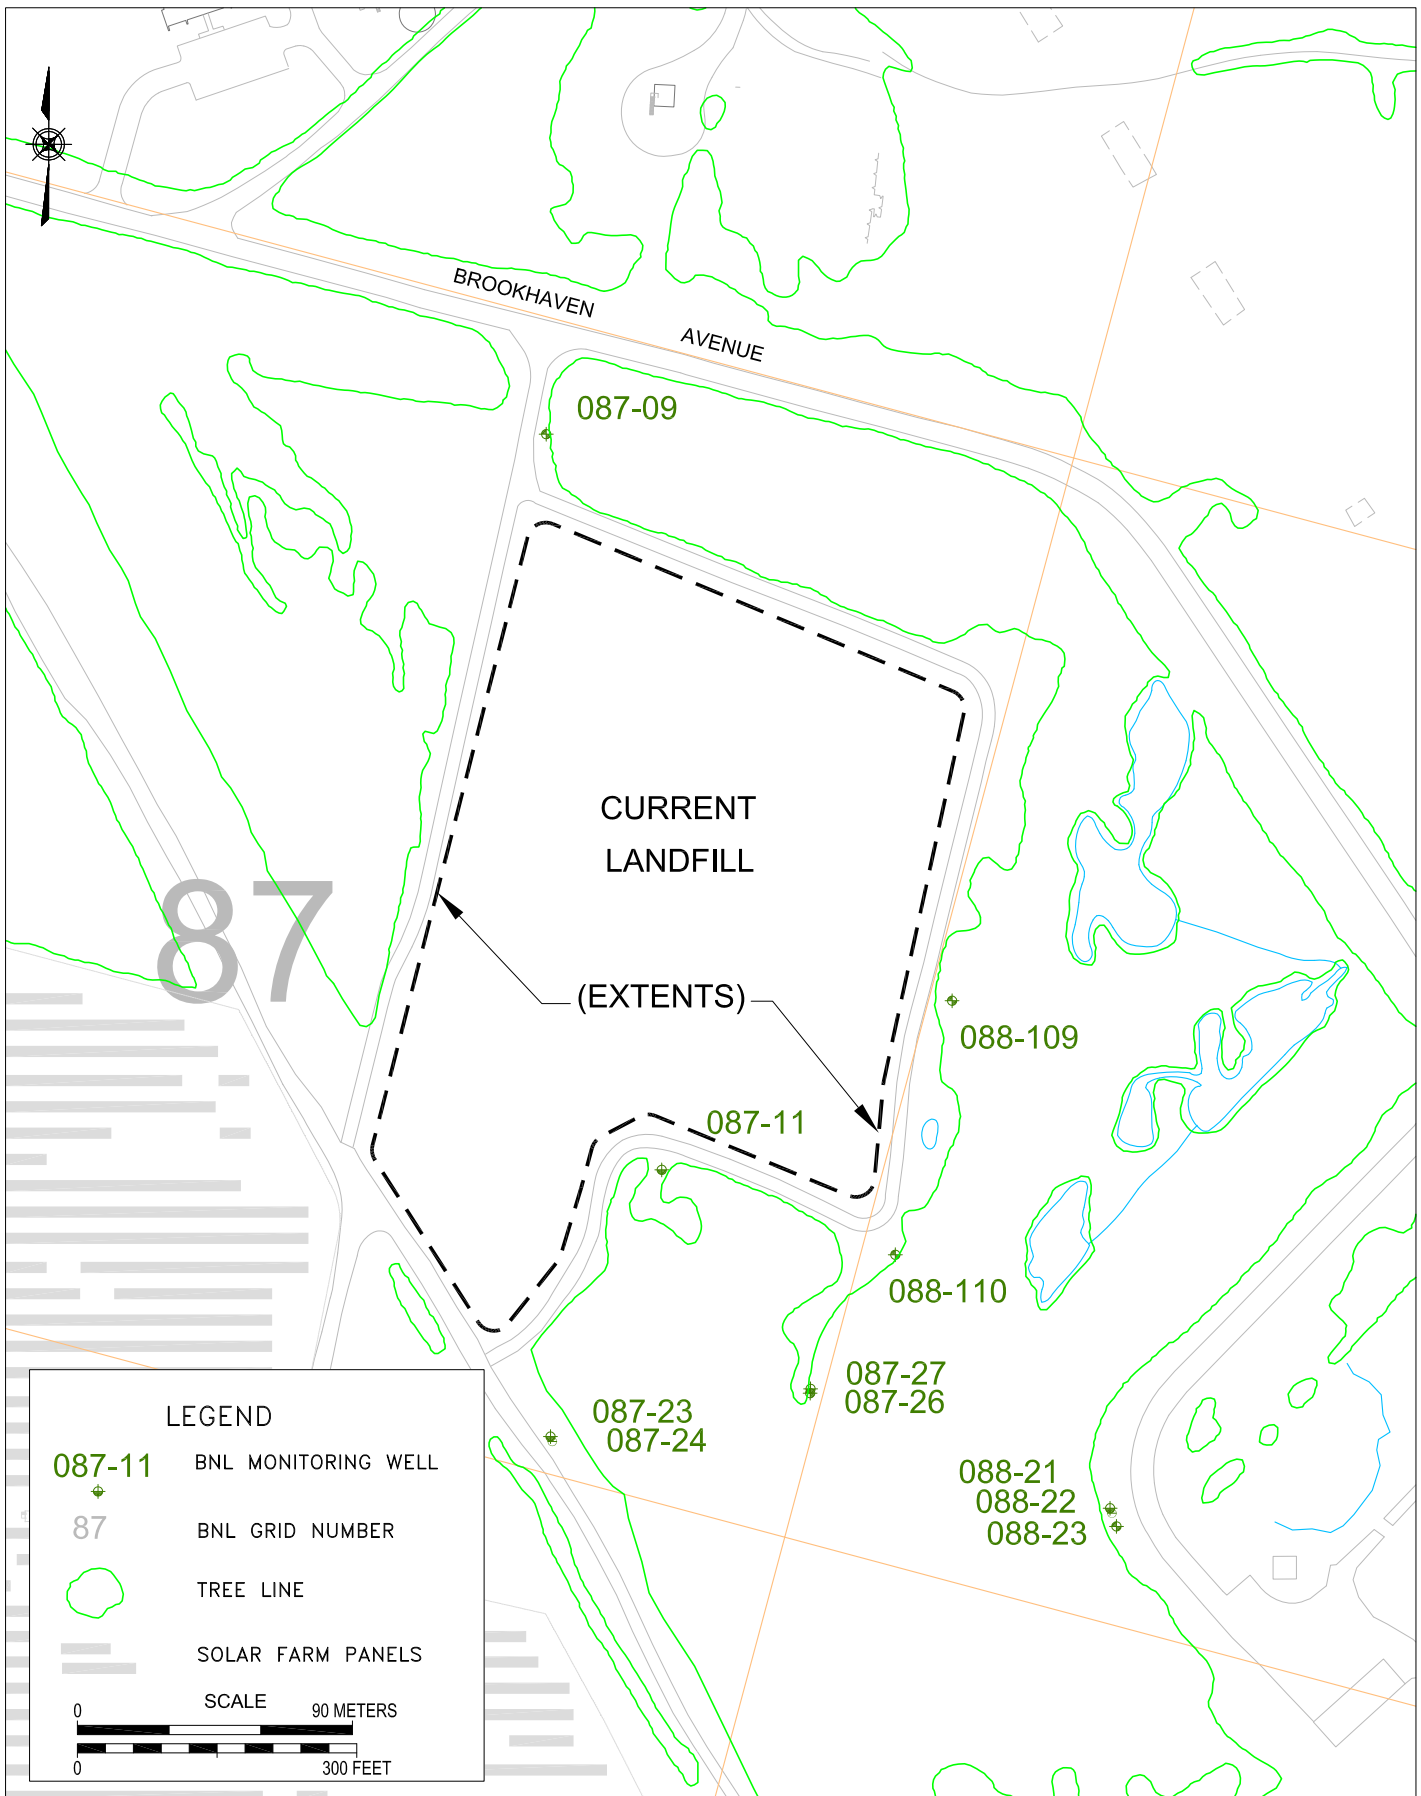 BROOKHAVEN
AVENUE
087-09
CURRENT
LANDFILL
87
(EXTENTS)
088-109
087-11
088-110
087-27
087-26
087-23
087-24
088-21
088-22
088-23
LEGEND
087-11 BNL MONITORING WELL
87 BNL GRID NUMBER
TREE LINE
SOLAR FARM PANELS
SCALE
0 90 METERS
0 300 FEET